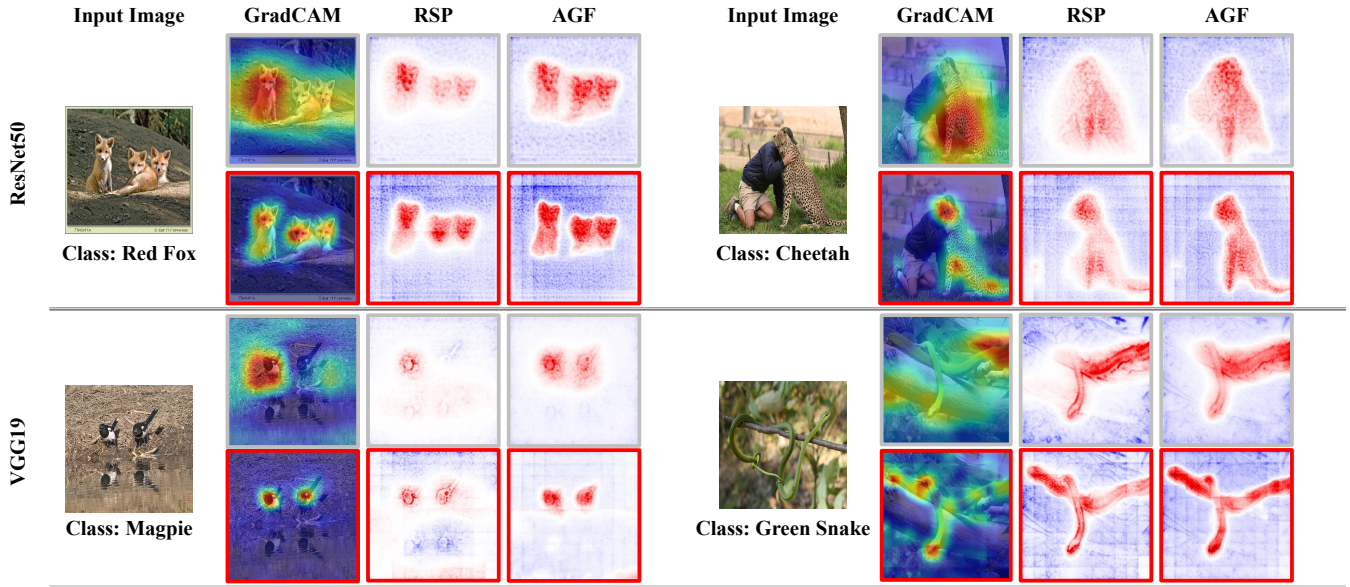 Input Image GradCAM RSP AGF Input Image GradCAM RSP AGF
ResNet50
Class: Red Fox Class: Cheetah
VGG19
Class: Magpie Class: Green Snake